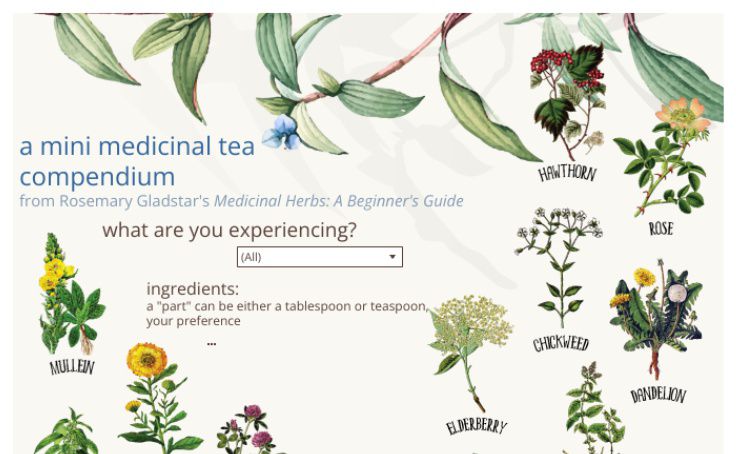 a mini medicinal tea
compendium
from Rosemary Gladstar's Medicinal Herbs: A Beginner's Guide
what are you experiencing?
(All)
ingredients:
a "part" can be either a tablespoon or teaspoon,
your preference
...
HAWTHORN
ROSE
MULLEIN
CHICKWEED
DANDELION
ELDERBERRY